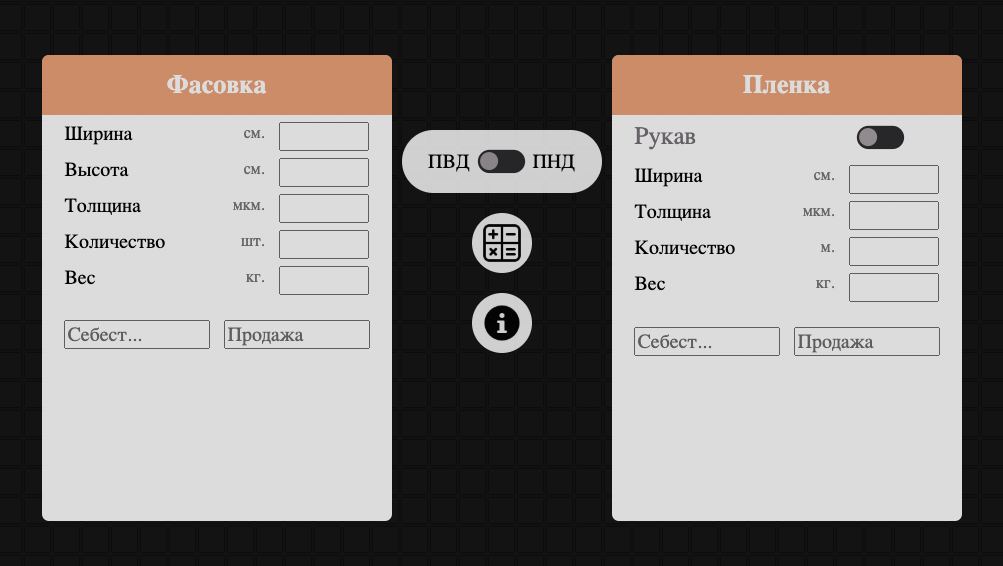 Фасовка
Ширина см.
Высота см.
Толщина мкм.
Количество шт.
Вес кг.
Себест... Продажа
ПВД ПНД
Пленка
Рукав
Ширина см.
Толщина мкм.
Количество м.
Вес кг.
Себест... Продажа